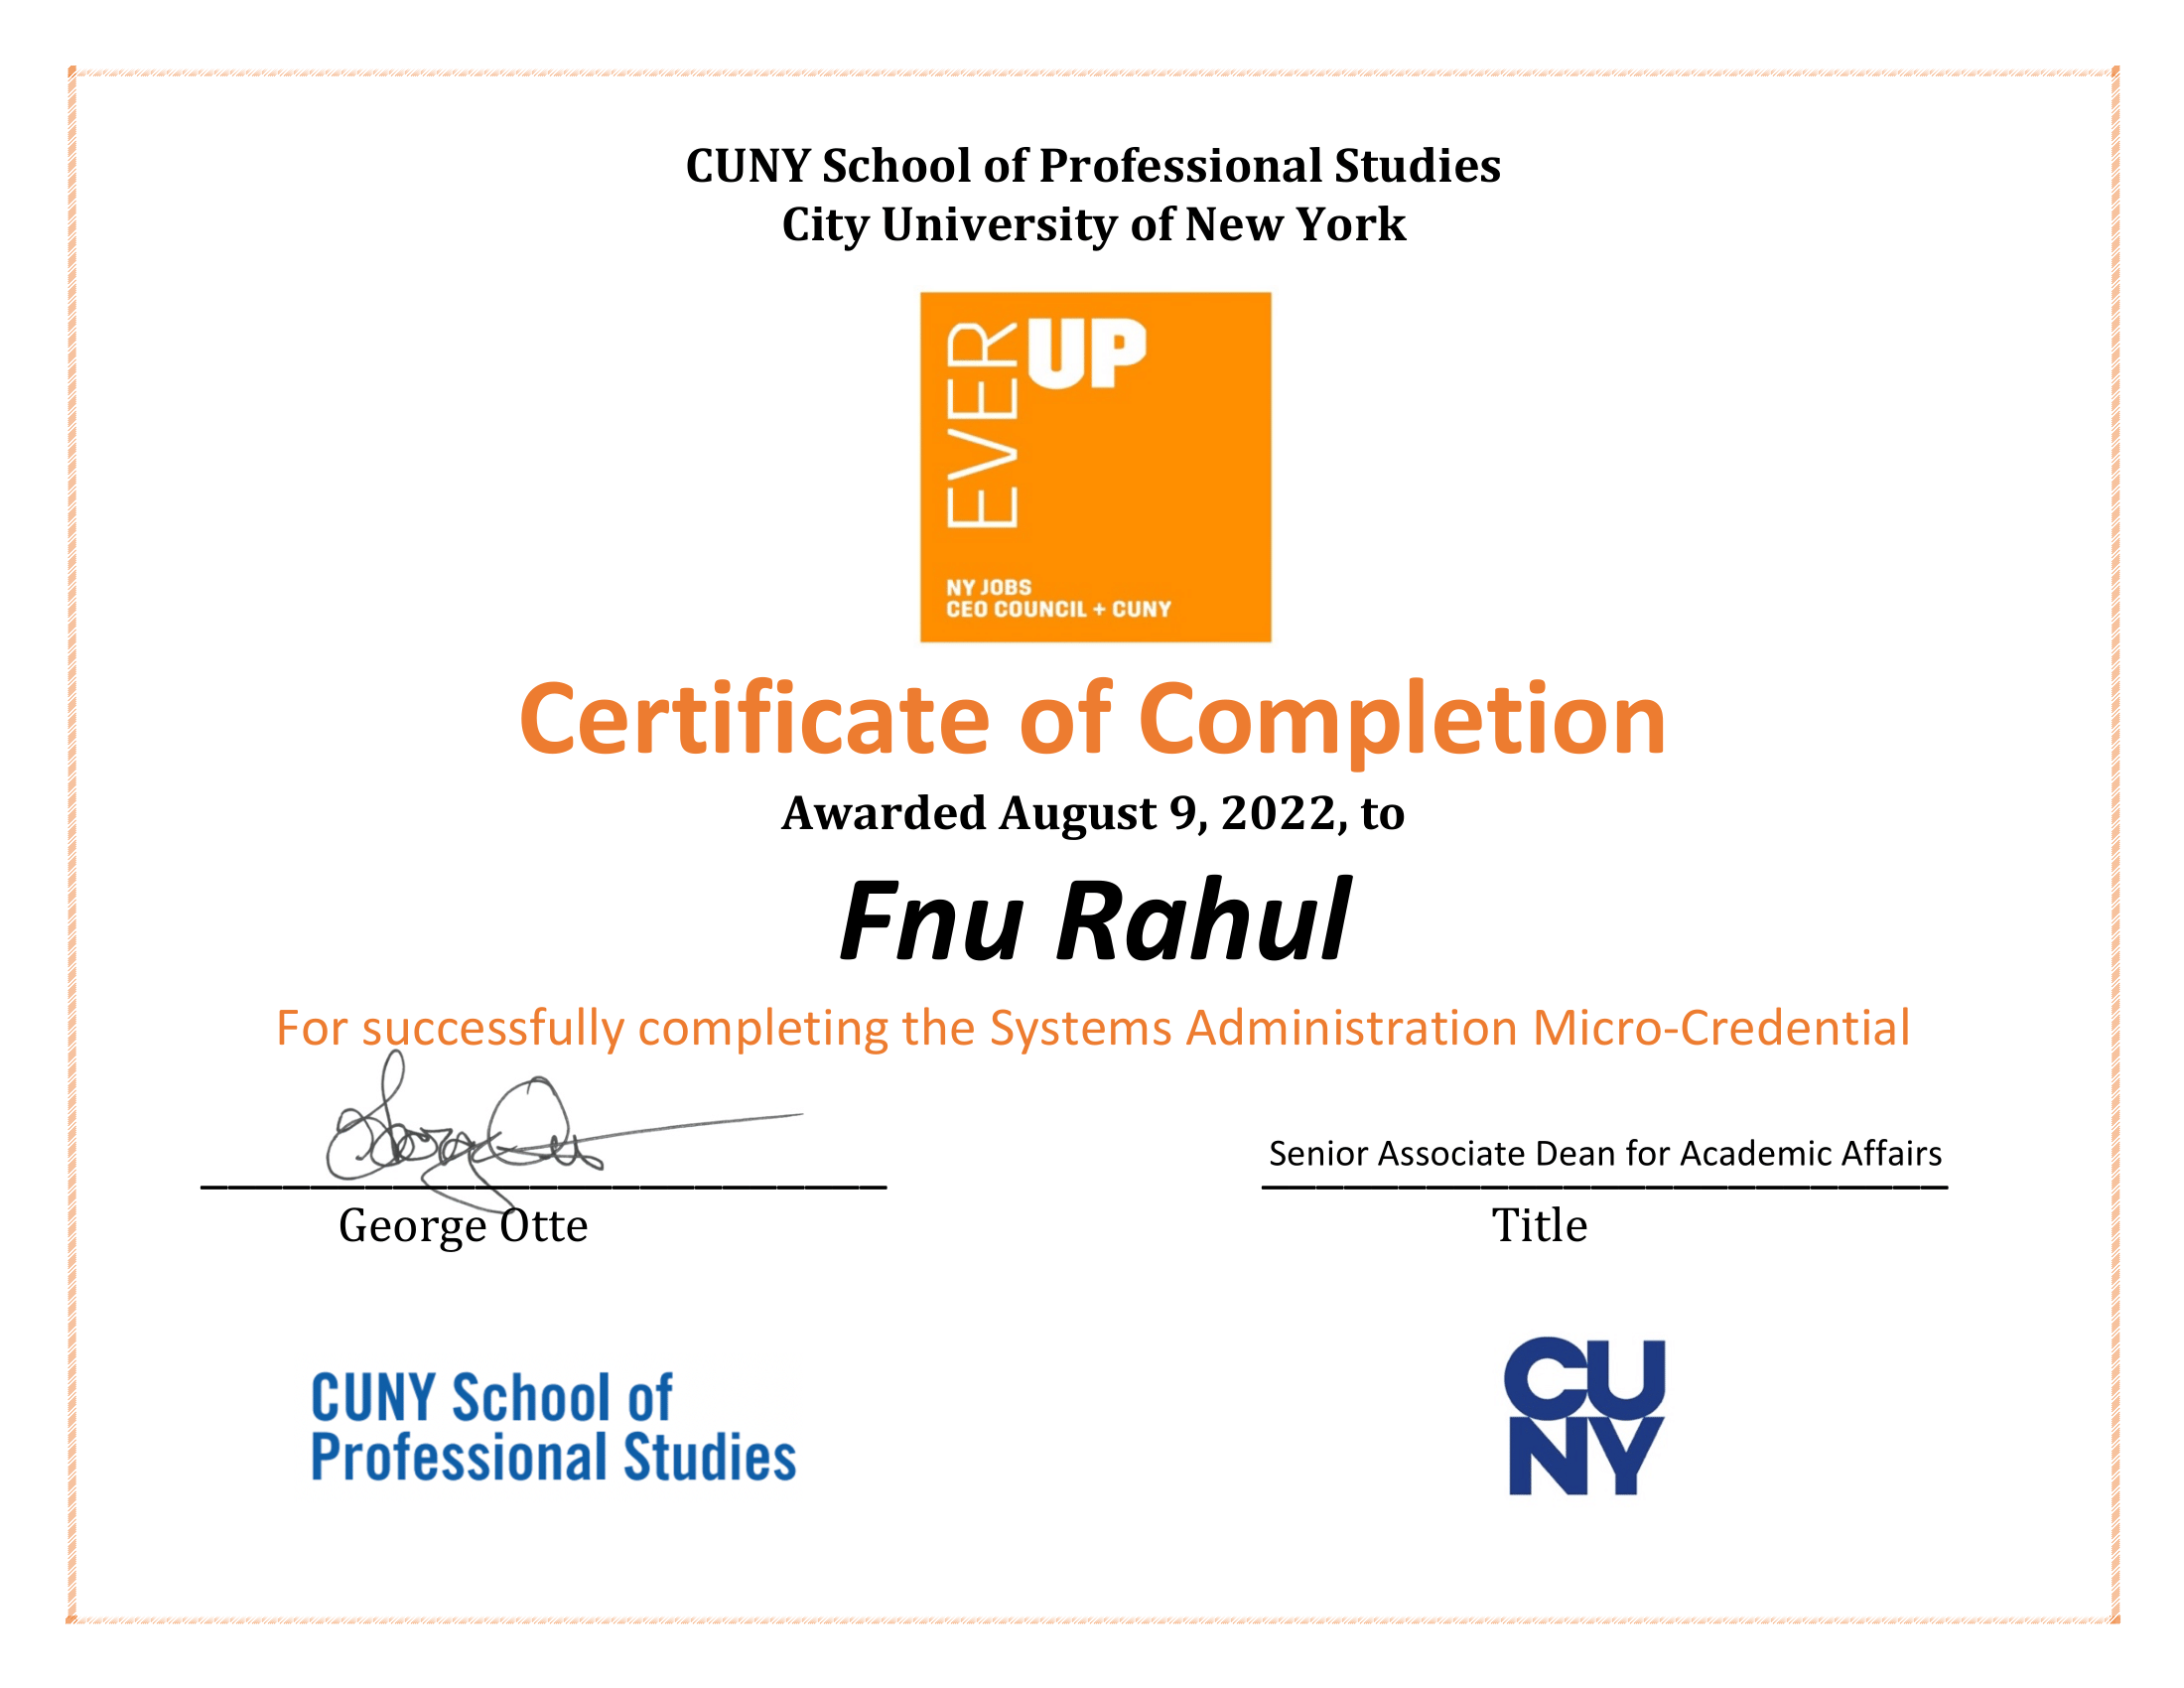 CUNY School of Professional Studies
City University of New York
EVER UP
NY JOBS
CEO COUNCIL + CUNY
Certificate of Completion
Awarded August 9, 2022, to
Fnu Rahul
For successfully completing the Systems Administration Micro-Credential
Senior Associate Dean for Academic Affairs
George Otte
Title
CUNY School of
Professional Studies
CU
NY